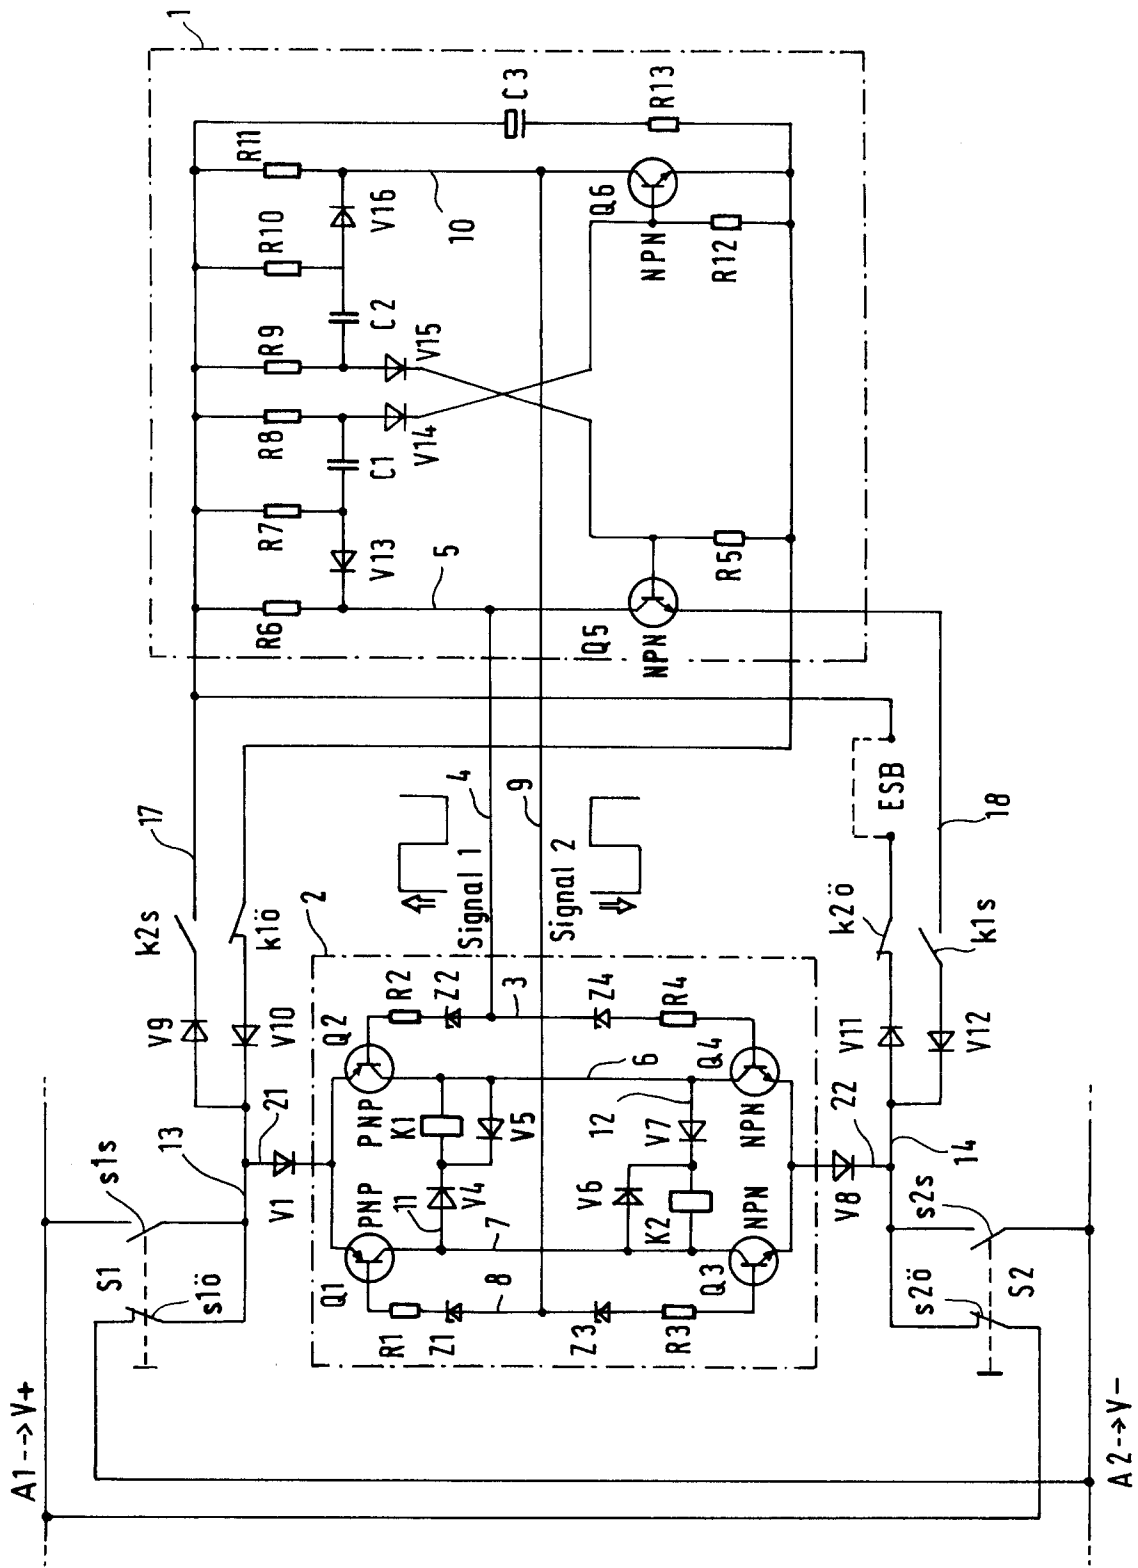 A1-->V+
S1
s1s
s1ö
13
21
V1
V9
V10
k2s
k1ö
17
1
2
Q1
PNP
Q2
PNP
R1
Z1
8
11
7
V4
K1
V5
R2
Z2
3
6
12
V6
V7
K2
Z3
R3
Q3
NPN
Z4
R4
Q4
NPN
V8
22
14
V11
V12
k2ö
k1s
ESB
18
Signal 1
Signal 2
4
9
5
10
R6
R7
R8
R9
R10
R11
V13
C1
V14
V15
C2
V16
C3
R13
Q5
NPN
R5
Q6
NPN
R12
s2ö
s2s
S2
A2-->V-